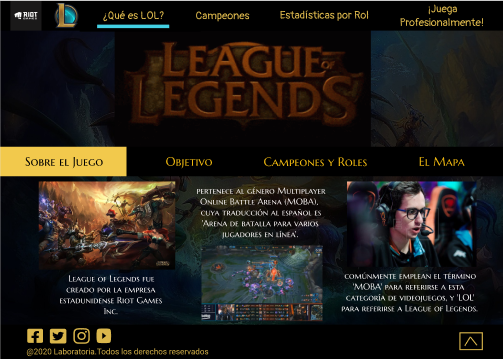 RIOT
¿Qué es LOL?
Campeones
Estadísticas por Rol
¡Juega
Profesionalmente!
LEAGUE OF
LEGENDS
Sobre el Juego
Objetivo
Campeones y Roles
El Mapa
League of Legends fue
creado por la empresa
estadunidense Riot Games
Inc.
pertenece al género Multiplayer
Online Battle Arena (MOBA),
cuya traducción al español es
'Arena de batalla para varios
jugadores en línea'.
comúnmente emplean el término
'MOBA' para referirse a esta
categoría de videojuegos, y 'LOL'
para referirse a League of Legends.
@2020 Laboratoria.Todos los derechos reservados